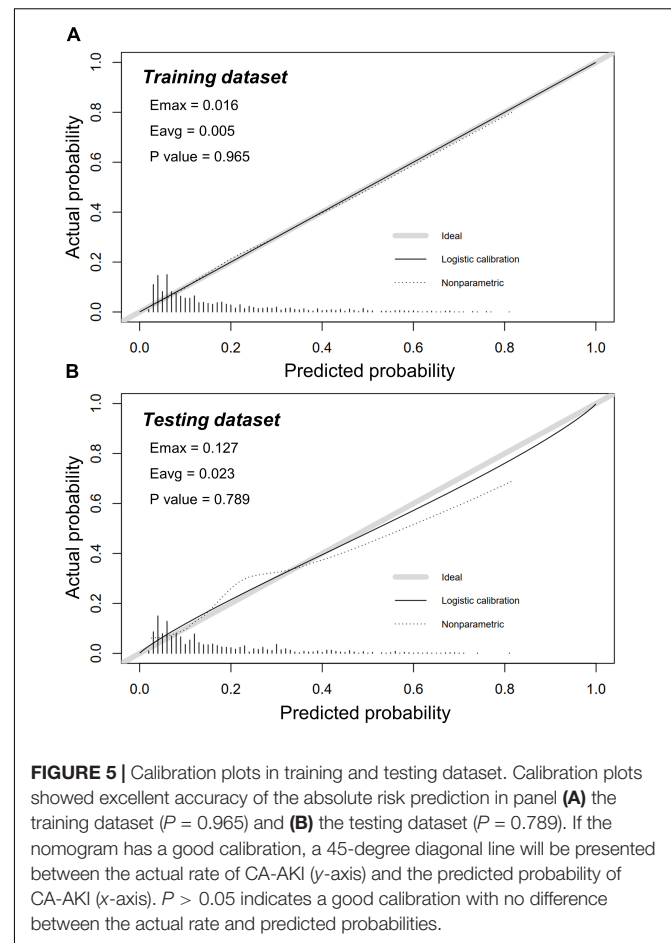 A
Training dataset
Emax = 0.016
Eavg = 0.005
P value = 0.965
Actual probability
0.0
0.2
0.4
0.6
0.8
1.0
Ideal
Logistic calibration
Nonparametric
0.0 0.2 0.4 0.6 0.8 1.0
Predicted probability
B
Testing dataset
Emax = 0.127
Eavg = 0.023
P value = 0.789
Actual probability
0.0
0.2
0.4
0.6
0.8
1.0
Ideal
Logistic calibration
Nonparametric
0.0 0.2 0.4 0.6 0.8 1.0
Predicted probability
FIGURE 5 | Calibration plots in training and testing dataset. Calibration plots
showed excellent accuracy of the absolute risk prediction in panel (A) the
training dataset (P = 0.965) and (B) the testing dataset (P = 0.789). If the
nomogram has a good calibration, a 45-degree diagonal line will be presented
between the actual rate of CA-AKI (y-axis) and the predicted probability of
CA-AKI (x-axis). P > 0.05 indicates a good calibration with no difference
between the actual rate and predicted probabilities.